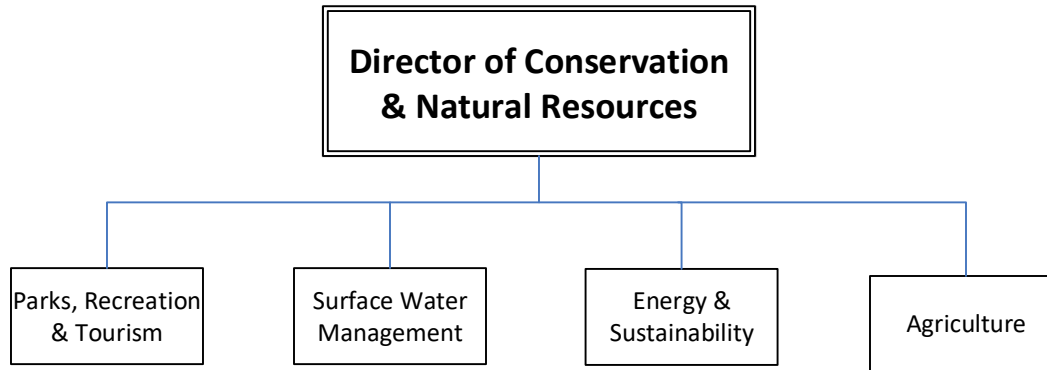 Director of Conservation
& Natural Resources
Parks, Recreation
& Tourism
Surface Water
Management
Energy &
Sustainability
Agriculture